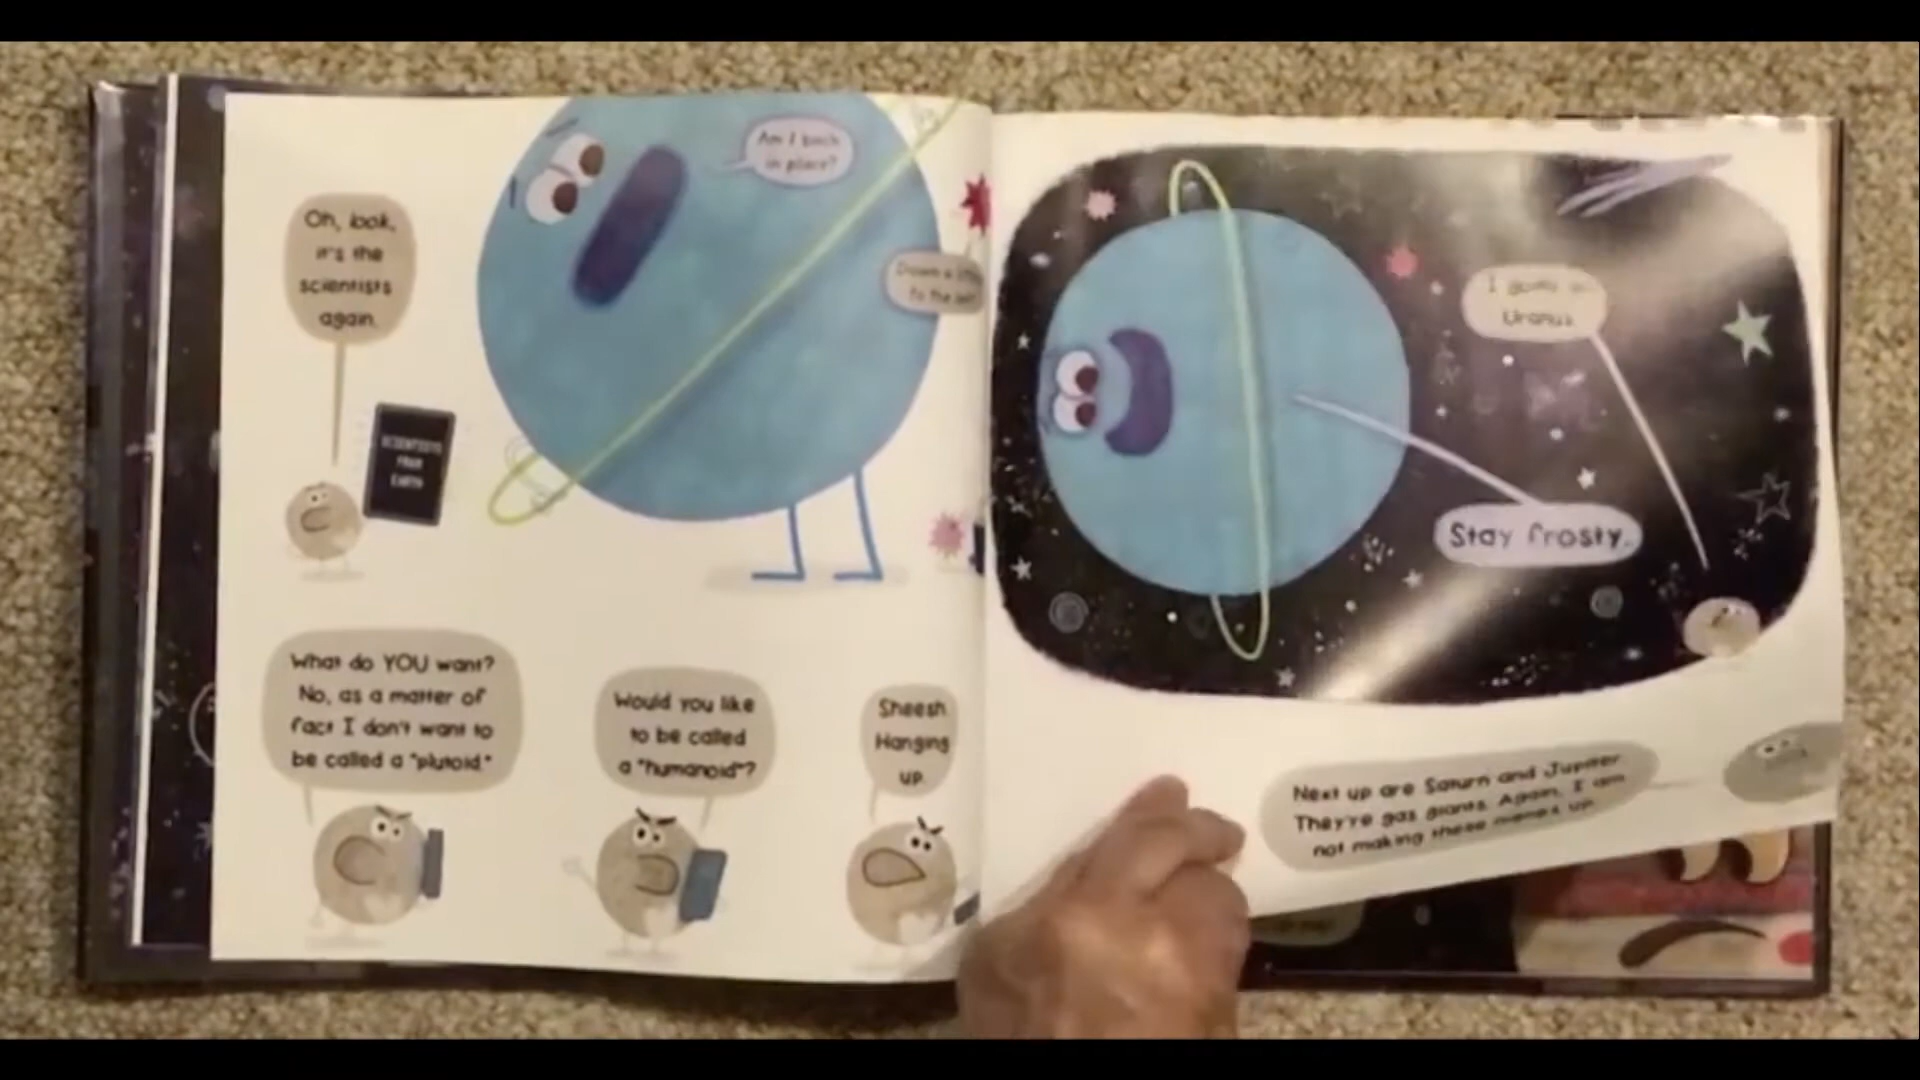 Oh, look,
it's the
scientists
again.
SCIENTISTS
FROM
EARTH
Am I back
in place?
Down a little
to the left.
What do YOU want?
No, as a matter of
fact I don't want to
be called a "plutoid."
Would you like
to be called
a "humanoid"?
Sheesh.
Hanging
up.
Uranus.
Stay frosty.
Next up are Saturn and Jupiter.
They're gas giants. Again, I am
not making these names up.